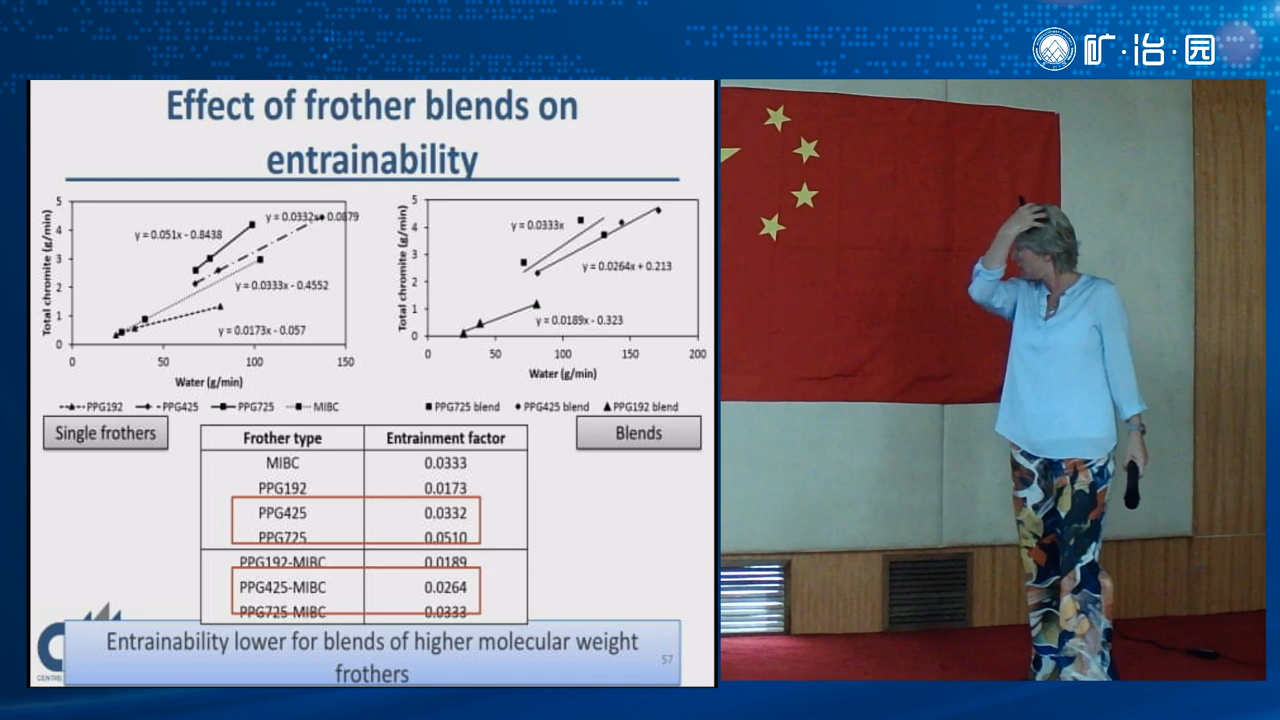 矿·冶·园
Effect of frother blends on
entrainability
Total chromite (g/min)
5
4
3
2
1
0
y = 0.0332x 0.0879
y = 0.051x - 0.8438
y = 0.0333x - 0.4552
y = 0.0173x - 0.057
0 50 100 150
Water (g/min)
PPG192 PPG425 PPG725 MIBC
Total chromite (g/min)
5
4
3
2
1
0
y = 0.0333x
y = 0.0264x + 0.213
y = 0.0189x - 0.323
0 50 100 150 200
Water (g/min)
PPG725 blend PPG425 blend PPG192 blend
Single frothers
Blends
Frother type Entrainment factor
MIBC 0.0333
PPG192 0.0173
PPG425 0.0332
PPG725 0.0510
PPG192-MIBC 0.0189
PPG425-MIBC 0.0264
PPG725-MIBC 0.0333
Entrainability lower for blends of higher molecular weight
frothers
57